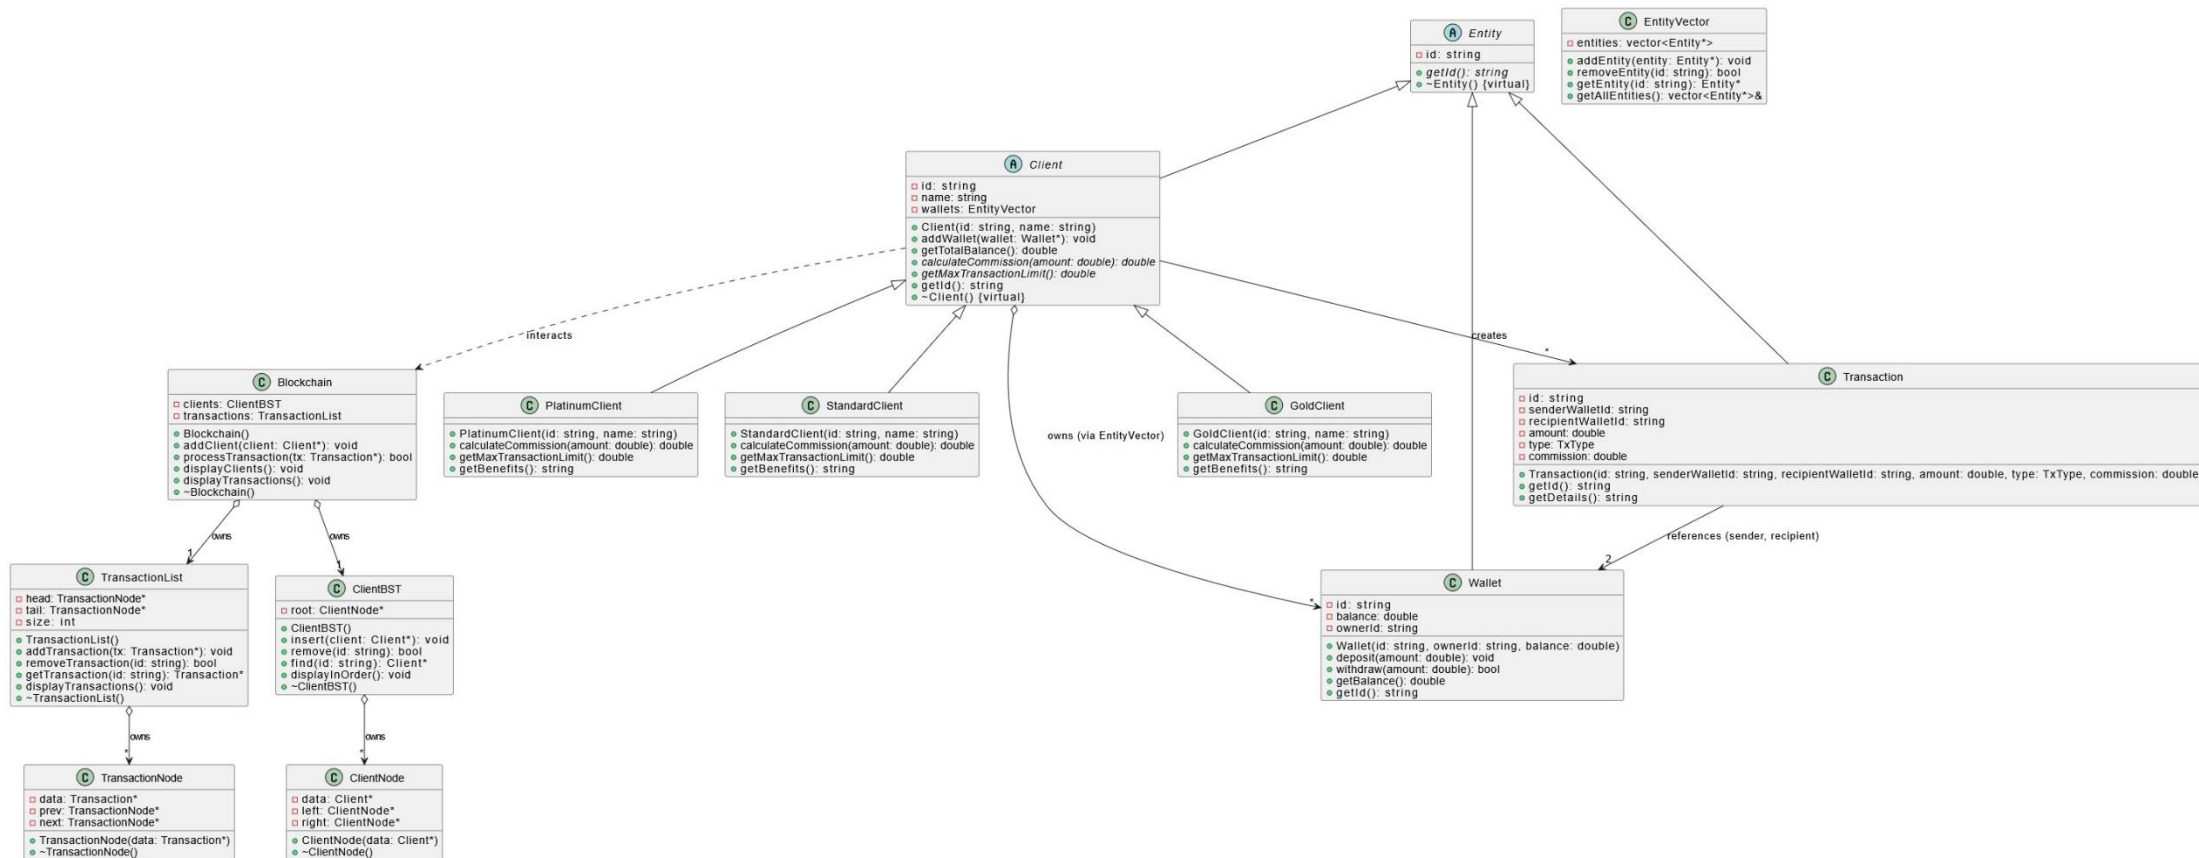 Entity
id: string
getId(): string
~Entity() {virtual}
EntityVector
entities: vector<Entity*>
addEntity(entity: Entity*): void
removeEntity(id: string): bool
getEntity(id: string): Entity*
getAllEntities(): vector<Entity*>&
Client
id: string
name: string
wallets: EntityVector
Client(id: string, name: string)
addWallet(wallet: Wallet*): void
getTotalBalance(): double
calculateCommission(amount: double): double
getMaxTransactionLimit(): double
getId(): string
~Client() {virtual}
interacts
creates
*
Blockchain
clients: ClientBST
transactions: TransactionList
Blockchain()
addClient(client: Client*): void
processTransaction(tx: Transaction*): bool
displayClients(): void
displayTransactions(): void
~Blockchain()
PlatinumClient
PlatinumClient(id: string, name: string)
calculateCommission(amount: double): double
getMaxTransactionLimit(): double
getBenefits(): string
StandardClient
StandardClient(id: string, name: string)
calculateCommission(amount: double): double
getMaxTransactionLimit(): double
getBenefits(): string
owns (via EntityVector)
GoldClient
GoldClient(id: string, name: string)
calculateCommission(amount: double): double
getMaxTransactionLimit(): double
getBenefits(): string
Transaction
id: string
senderWalletId: string
recipientWalletId: string
amount: double
type: TxType
commission: double
Transaction(id: string, senderWalletId: string, recipientWalletId: string, amount: double, type: TxType, commission: double
getId(): string
getDetails(): string
owns
1
owns
1
references (sender, recipient)
2
*
TransactionList
head: TransactionNode*
tail: TransactionNode*
size: int
TransactionList()
addTransaction(tx: Transaction*): void
removeTransaction(id: string): bool
getTransaction(id: string): Transaction*
displayTransactions(): void
~TransactionList()
ClientBST
root: ClientNode*
ClientBST()
insert(client: Client*): void
remove(id: string): bool
find(id: string): Client*
displayInOrder(): void
~ClientBST()
Wallet
id: string
balance: double
ownerId: string
Wallet(id: string, ownerId: string, balance: double)
deposit(amount: double): void
withdraw(amount: double): bool
getBalance(): double
getId(): string
owns
*
owns
*
TransactionNode
data: Transaction*
prev: TransactionNode*
next: TransactionNode*
TransactionNode(data: Transaction*)
~TransactionNode()
ClientNode
data: Client*
left: ClientNode*
right: ClientNode*
ClientNode(data: Client*)
~ClientNode()